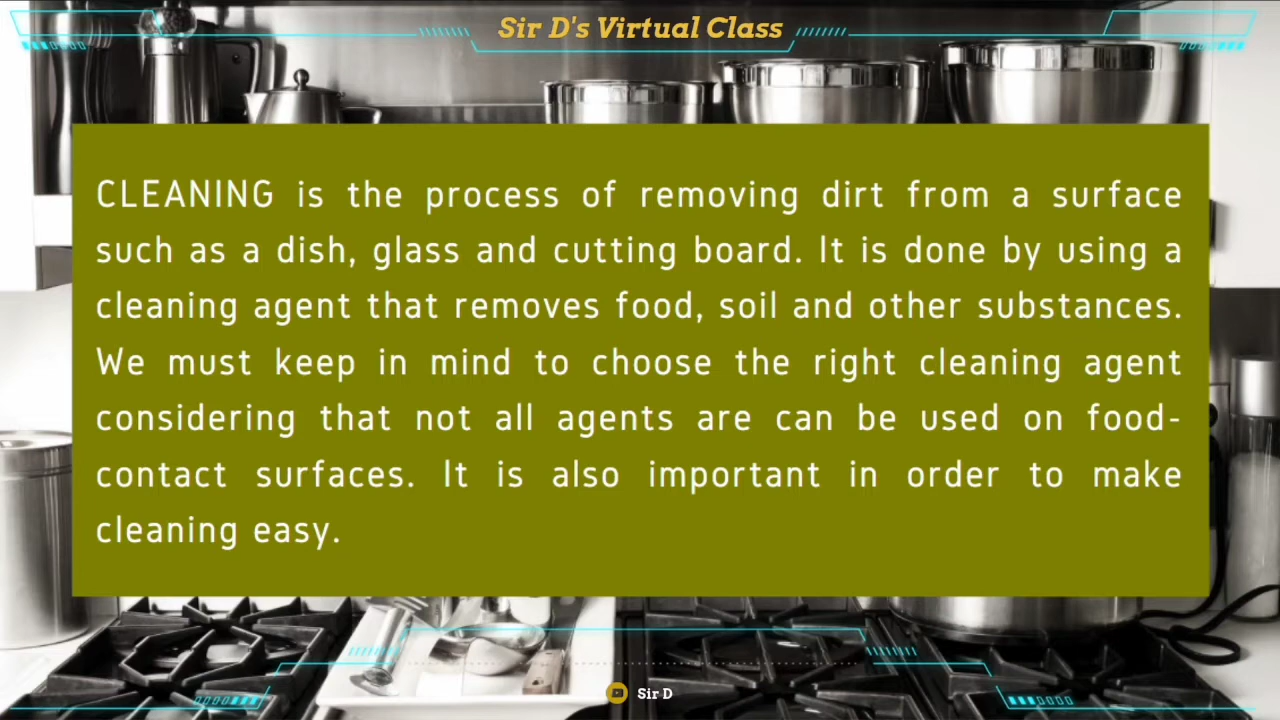 Sir D's Virtual Class
CLEANING is the process of removing dirt from a surface
such as a dish, glass and cutting board. It is done by using a
cleaning agent that removes food, soil and other substances.
We must keep in mind to choose the right cleaning agent
considering that not all agents are can be used on food-
contact surfaces. It is also important in order to make
cleaning easy.
Sir D